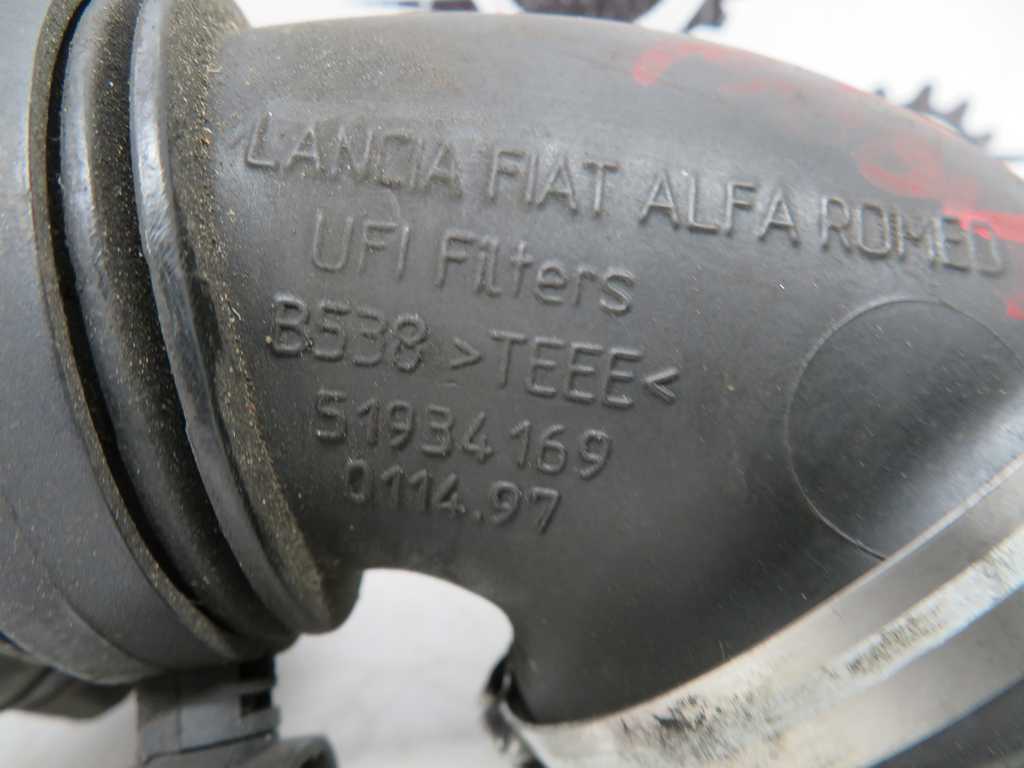 LANCIA FIAT ALFA ROMEO
UFI Filters
B538 >TEEE<
51934169
0114.97